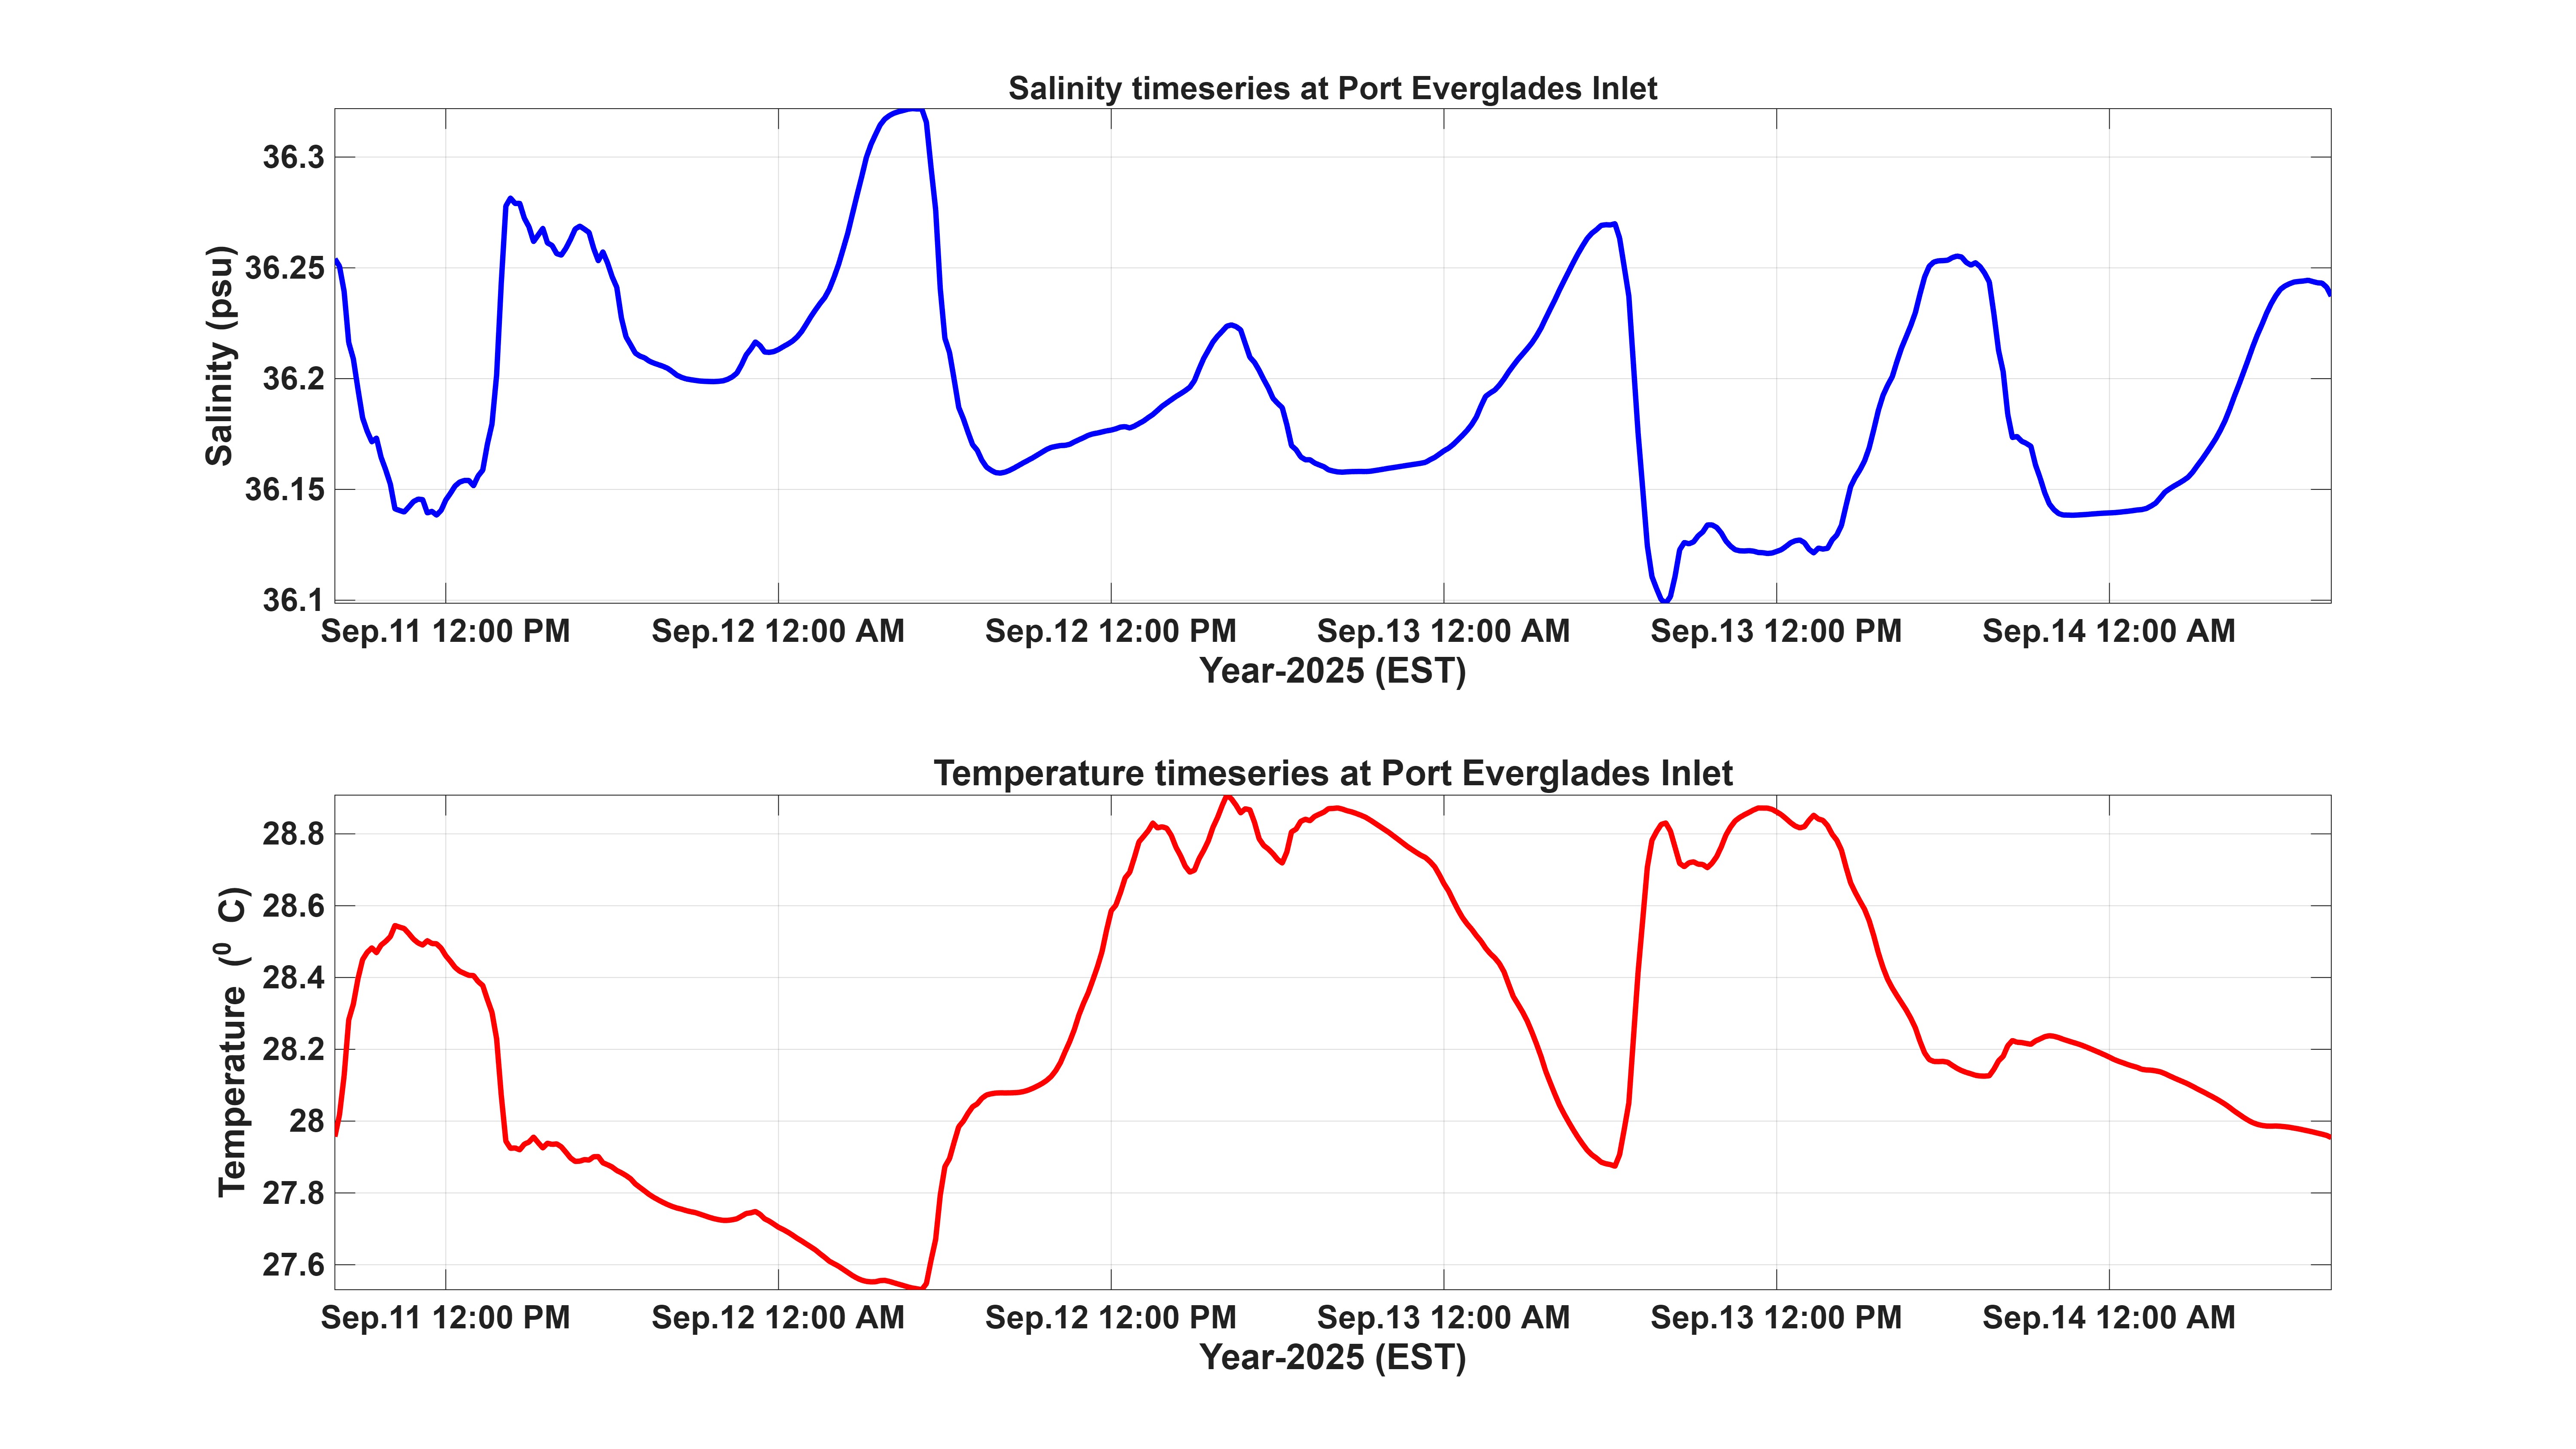 Salinity timeseries at Port Everglades Inlet
Salinity (psu)
36.3
36.25
36.2
36.15
36.1
Sep.11 12:00 PM Sep.12 12:00 AM Sep.12 12:00 PM Sep.13 12:00 AM Sep.13 12:00 PM Sep.14 12:00 AM
Year-2025 (EST)
Temperature timeseries at Port Everglades Inlet
Temperature (⁰ C)
28.8
28.6
28.4
28.2
28
27.8
27.6
Sep.11 12:00 PM Sep.12 12:00 AM Sep.12 12:00 PM Sep.13 12:00 AM Sep.13 12:00 PM Sep.14 12:00 AM
Year-2025 (EST)